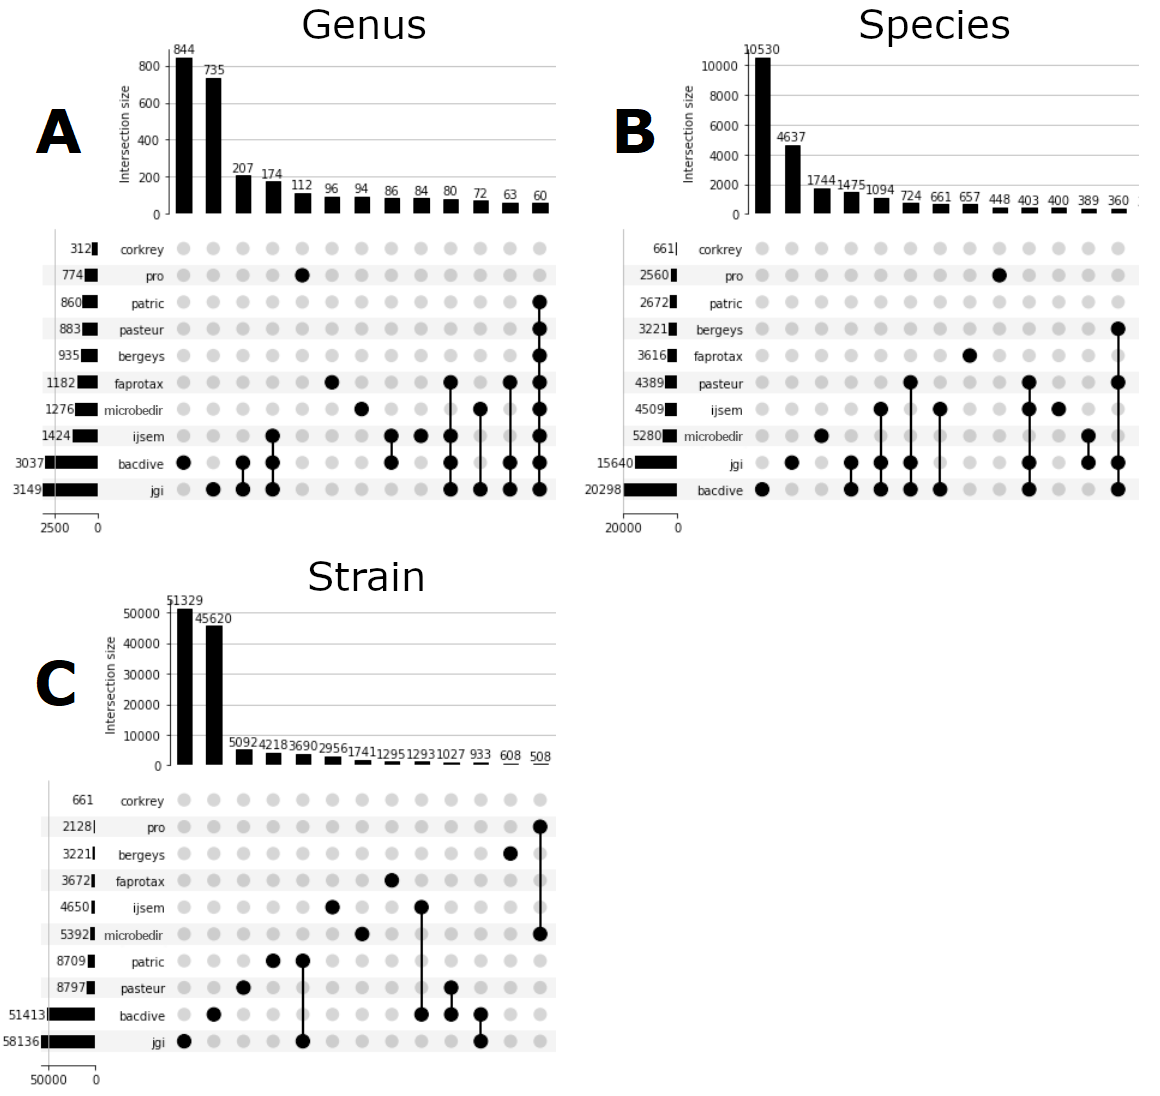 Genus
A
Intersection size
844 735 207 174 112 96 94 86 84 80 72 63 60
800
600
400
200
0
312 corkrey
774 pro
860 patric
883 pasteur
935 bergeys
1182 faprotax
1276 microbedir
1424 ijsem
3037 bacdive
3149 jgi
2500 0
Species
B
Intersection size
10530 4637 1744 1475 1094 724 661 657 448 403 400 389 360
10000
8000
6000
4000
2000
0
661 corkrey
2560 pro
2672 patric
3221 bergeys
3616 faprotax
4389 pasteur
4509 ijsem
5280 microbedir
15640 jgi
20298 bacdive
20000 0
Strain
C
Intersection size
51329 45620 5092 4218 3690 2956 1741 1295 1293 1027 933 608 508
50000
40000
30000
20000
10000
0
661 corkrey
2128 pro
3221 bergeys
3672 faprotax
4650 ijsem
5392 microbedir
8709 patric
8797 pasteur
51413 bacdive
58136 jgi
50000 0